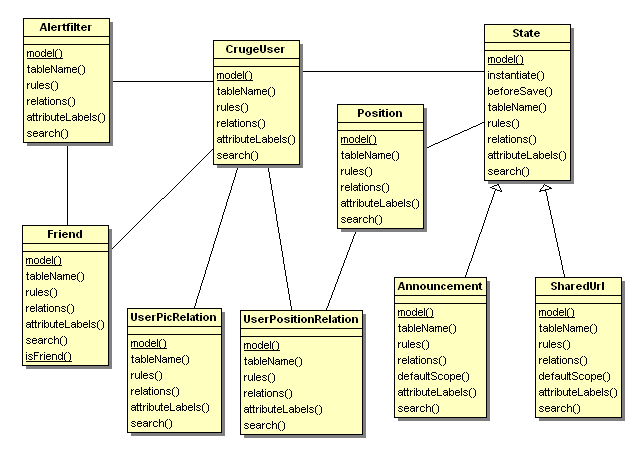 Alertfilter
model()
tableName()
rules()
relations()
attributeLabels()
search()
CrugeUser
model()
tableName()
rules()
relations()
attributeLabels()
search()
State
model()
instantiate()
beforeSave()
tableName()
rules()
relations()
attributeLabels()
search()
Position
model()
tableName()
rules()
relations()
attributeLabels()
search()
Friend
model()
tableName()
rules()
relations()
attributeLabels()
search()
isFriend()
UserPicRelation
model()
tableName()
rules()
relations()
attributeLabels()
search()
UserPositionRelation
model()
tableName()
rules()
relations()
attributeLabels()
search()
Announcement
model()
tableName()
rules()
relations()
defaultScope()
attributeLabels()
search()
SharedUrl
model()
tableName()
rules()
relations()
defaultScope()
attributeLabels()
search()